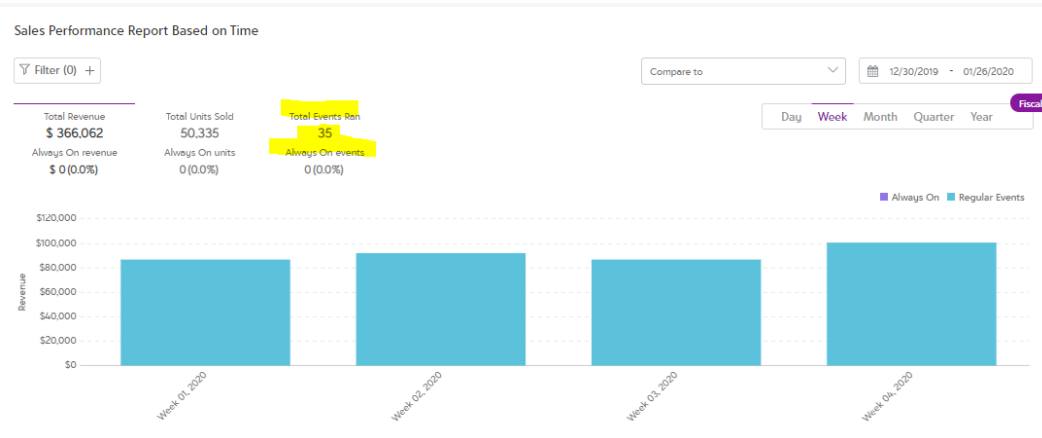 Sales Performance Report Based on Time
Filter (0) +
Compare to
12/30/2019 - 01/26/2020
Fiscal
Total Revenue
$ 366,062
Always On revenue
$ 0 (0.0%)
Total Units Sold
50,335
Always On units
0 (0.0%)
Total Events Ran
35
Always On events
0 (0.0%)
Day Week Month Quarter Year
Always On Regular Events
$120,000
$100,000
$80,000
$60,000
$40,000
$20,000
$0
Revenue
Week 01, 2020
Week 02, 2020
Week 03, 2020
Week 04, 2020